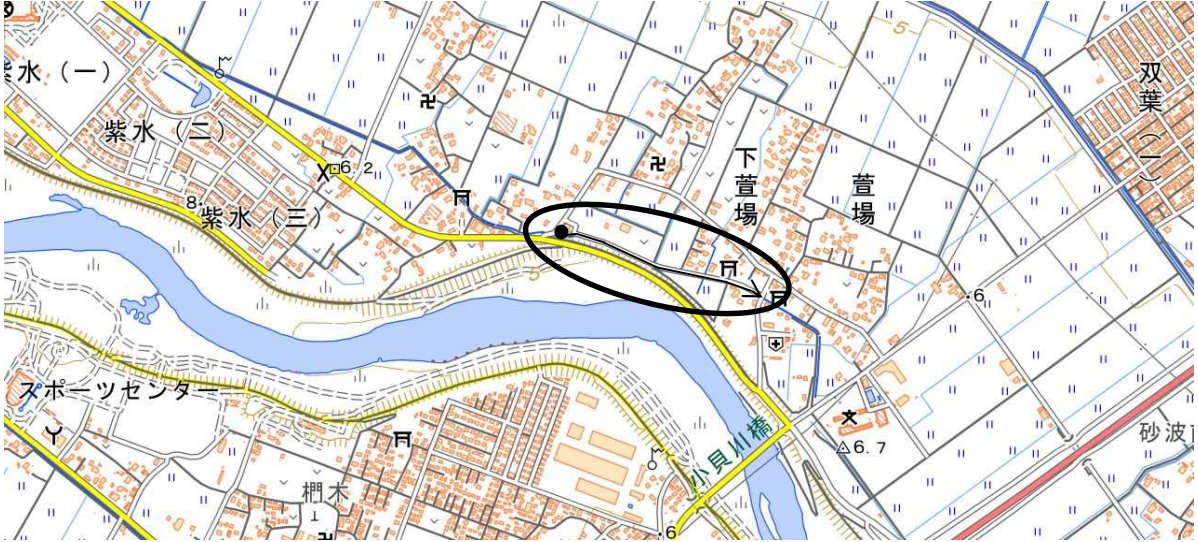 紫水（一）
紫水（二）
紫水（三）
6.2
8
5
5
下萱場
萱場
双葉（一）
6
スポーツセンター
小貝川橋
6.7
砂波
椚木
6